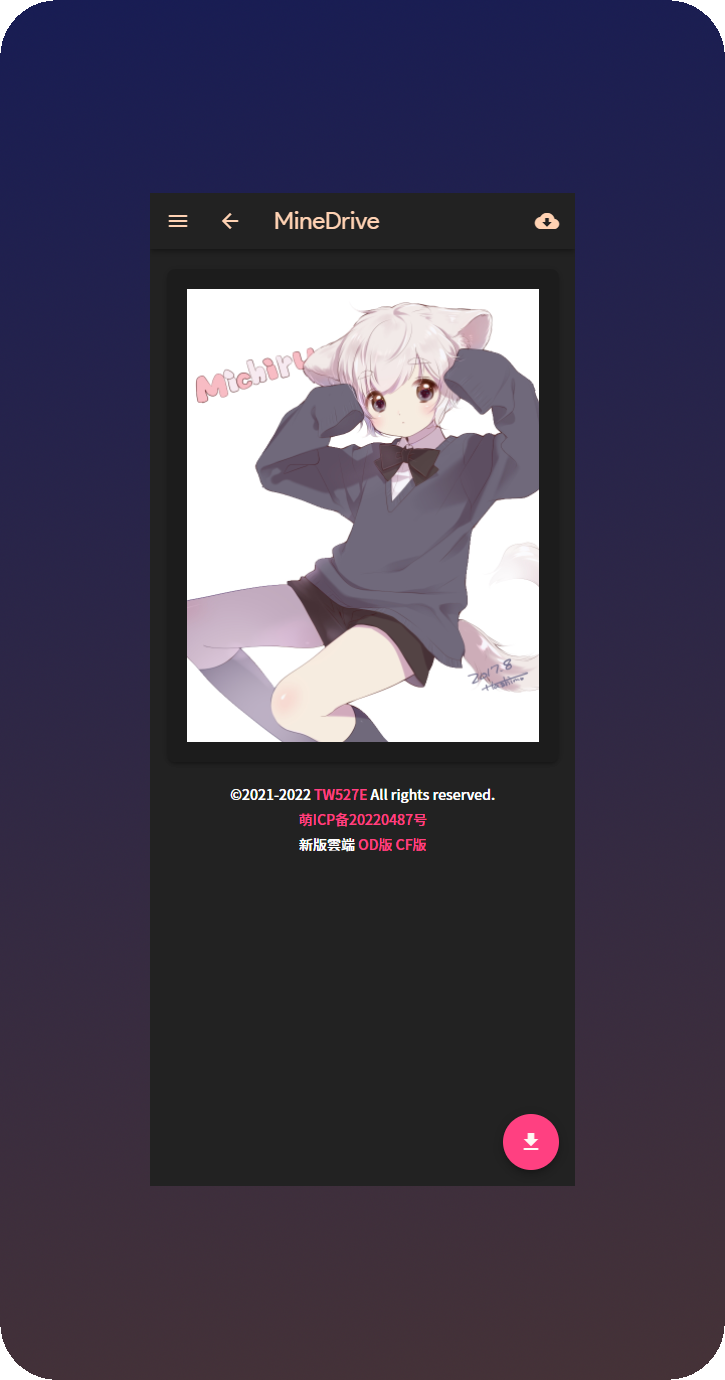 MineDrive
Michiru
2017.8
Hashimo
©2021-2022 TW527E All rights reserved.
萌ICP备20220487号
新版雲端 OD版 CF版